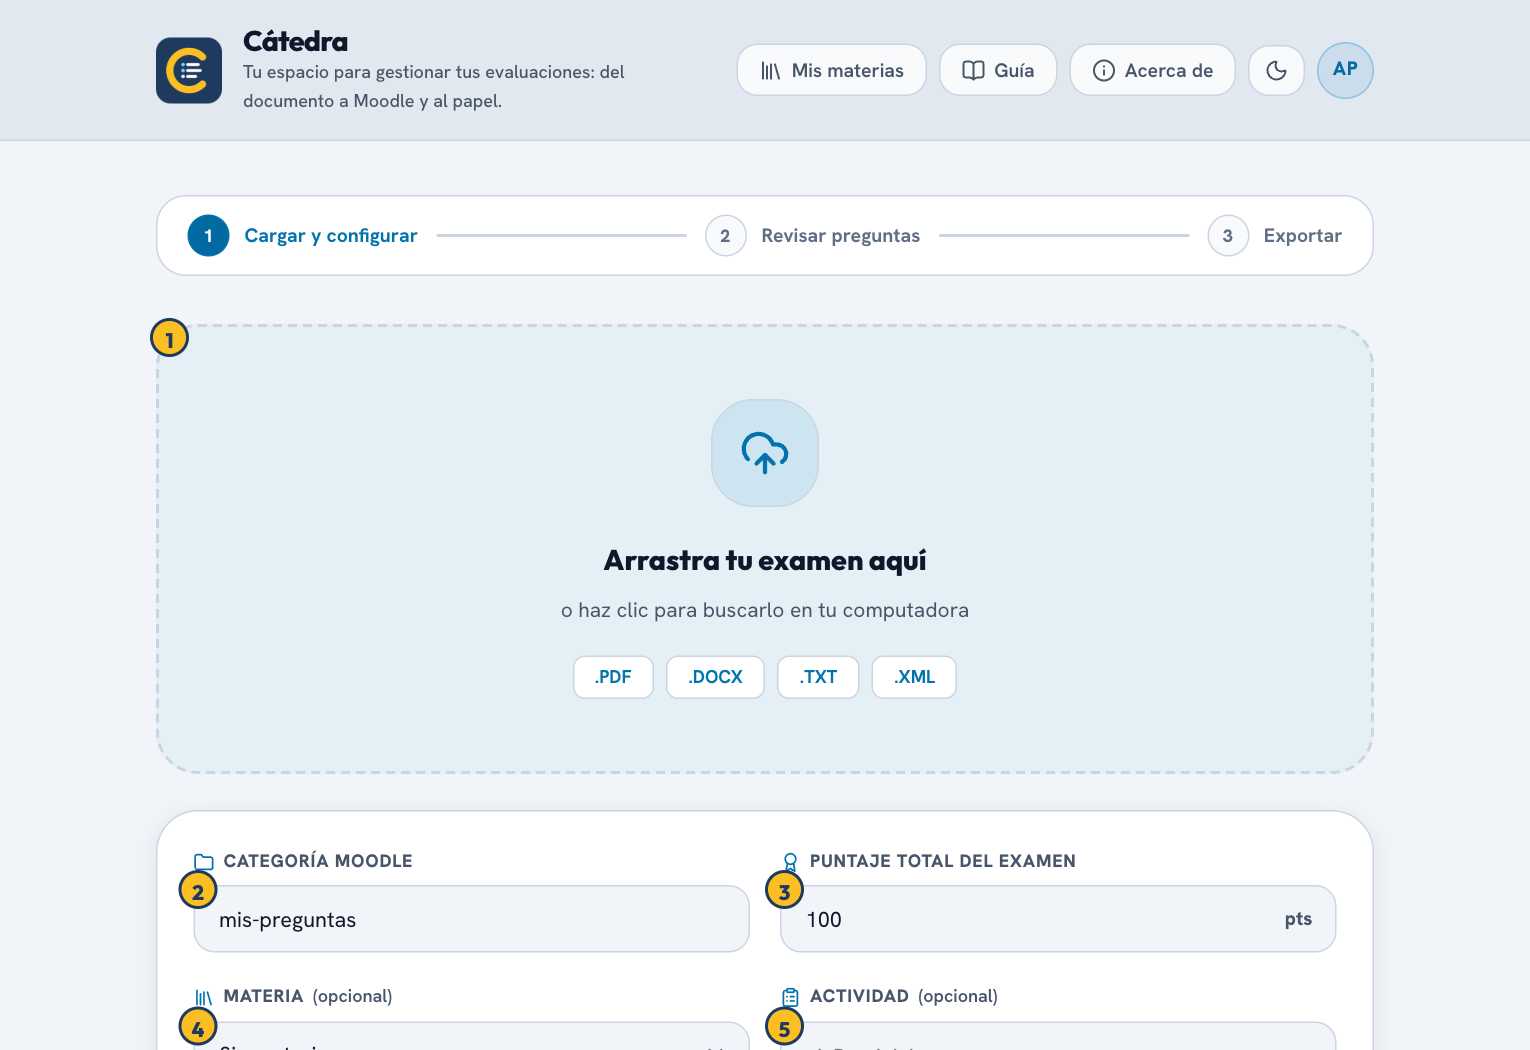 Cátedra
Tu espacio para gestionar tus evaluaciones: del
documento a Moodle y al papel.
Mis materias
Guía
Acerca de
AP
1 Cargar y configurar
2 Revisar preguntas
3 Exportar
1
Arrastra tu examen aquí
o haz clic para buscarlo en tu computadora
.PDF
.DOCX
.TXT
.XML
CATEGORÍA MOODLE
2
mis-preguntas
PUNTAJE TOTAL DEL EXAMEN
3
100 pts
MATERIA (opcional)
4
ACTIVIDAD (opcional)
5